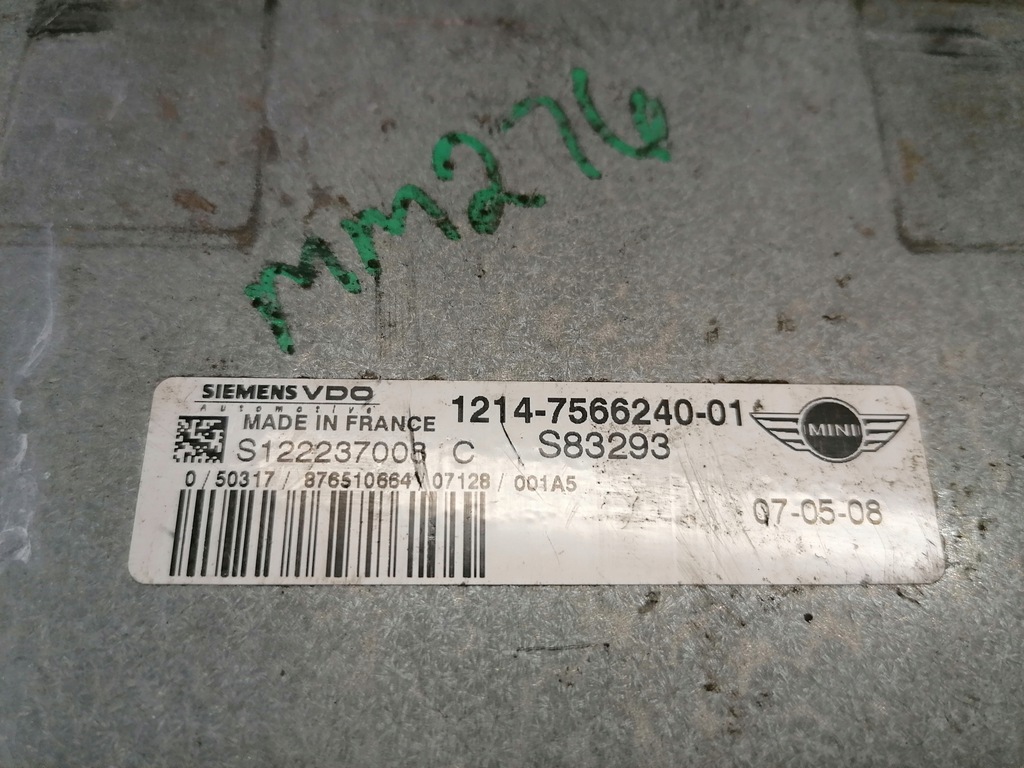 MM276
SIEMENS VDO
Automotive
MADE IN FRANCE
1214-7566240-01
S122237008 C
S83293
MINI
0/50317/876510664/07128/001A5
07-05-08